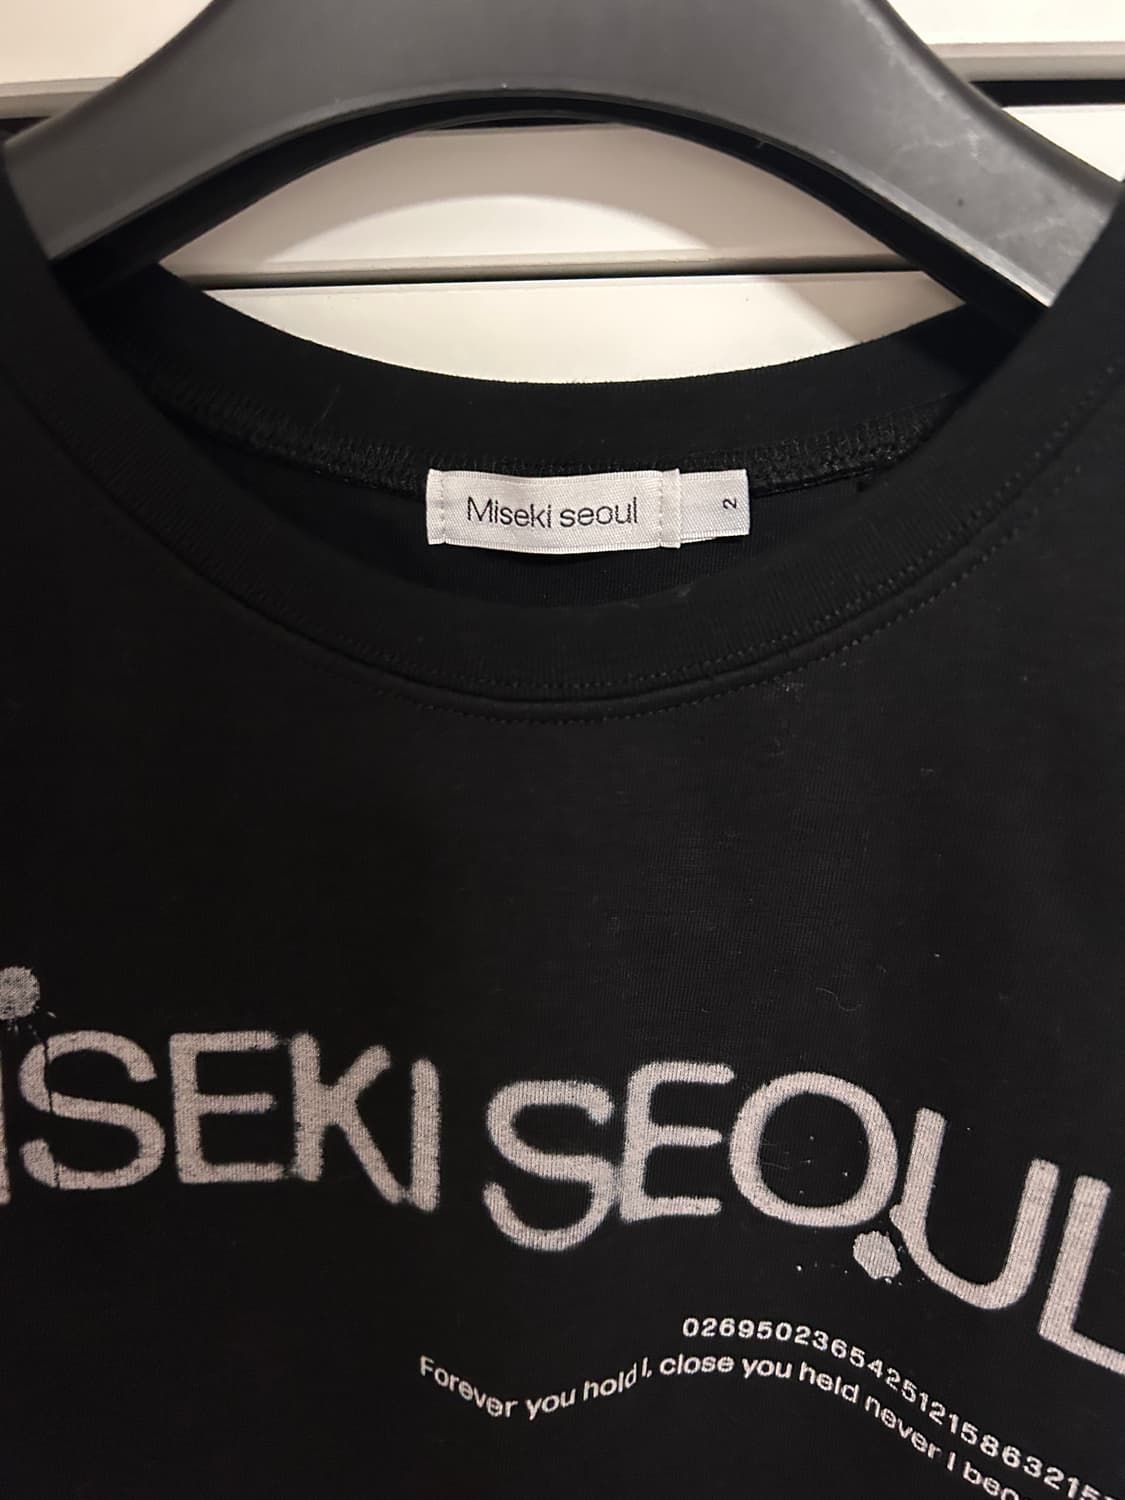 Miseki seoul
2
iSEKI SEOUL
02695023654251215863215
Forever you hold I, close you held never I